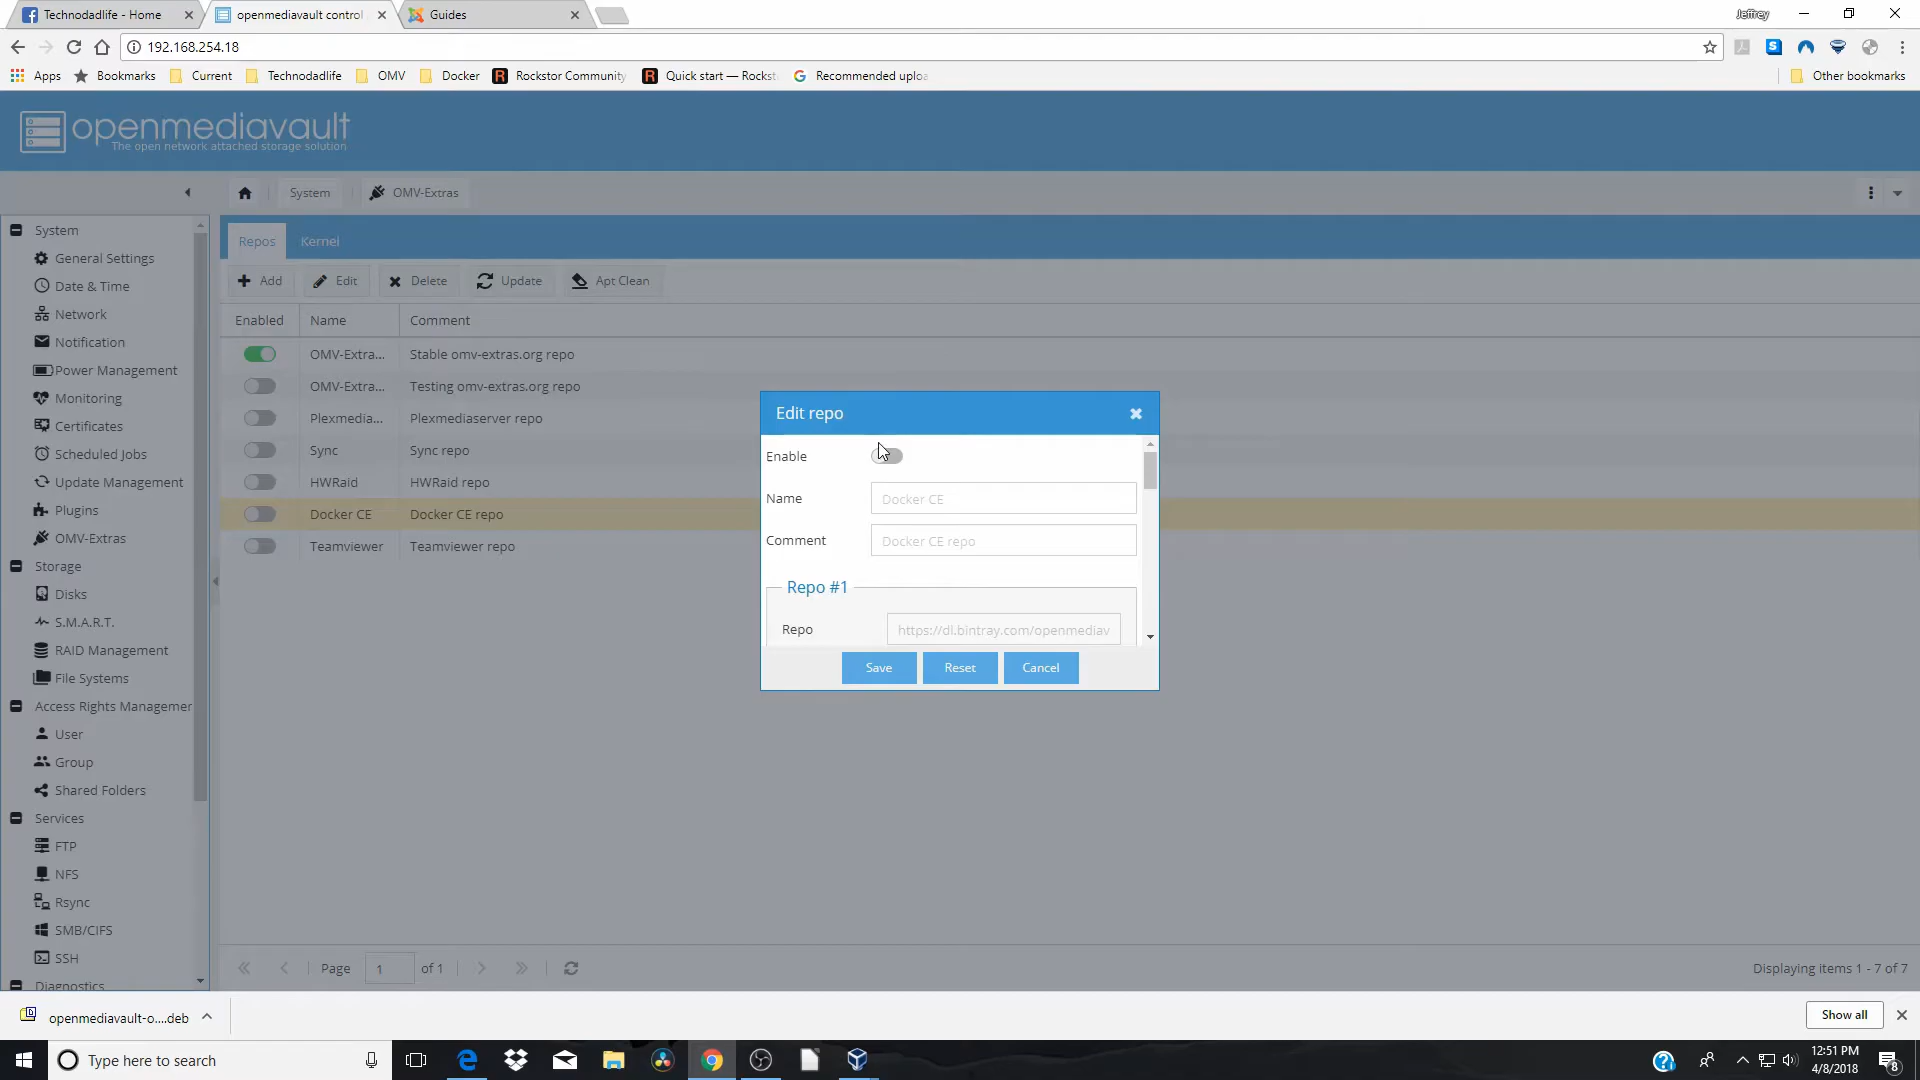 Technodadlife - Home
openmediavault control
Guides
Jeffrey
192.168.254.18
Apps
Bookmarks
Current
Technodadlife
OMV
Docker
Rockstor Community
Quick start — Rockst
Recommended uplo
Other bookmarks
openmediavault
The open network attached storage solution
System
OMV-Extras
System
General Settings
Date & Time
Network
Notification
Power Management
Monitoring
Certificates
Scheduled Jobs
Update Management
Plugins
OMV-Extras
Storage
Disks
S.M.A.R.T.
RAID Management
File Systems
Access Rights Managemer
User
Group
Shared Folders
Services
FTP
NFS
Rsync
SMB/CIFS
SSH
Diagnostics
Repos
Kernel
Add
Edit
Delete
Update
Apt Clean
Enabled
Name
Comment
OMV-Extra...
Stable omv-extras.org repo
OMV-Extra...
Testing omv-extras.org repo
Plexmedia...
Plexmediaserver repo
Sync
Sync repo
HWRaid
HWRaid repo
Docker CE
Docker CE repo
Teamviewer
Teamviewer repo
Edit repo
Enable
Name
Docker CE
Comment
Docker CE repo
Repo #1
Repo
https://dl.bintray.com/openmediav
Save
Reset
Cancel
Page
1
of 1
Displaying items 1 - 7 of 7
openmediavault-o....deb
Show all
Type here to search
12:51 PM
4/8/2018
8